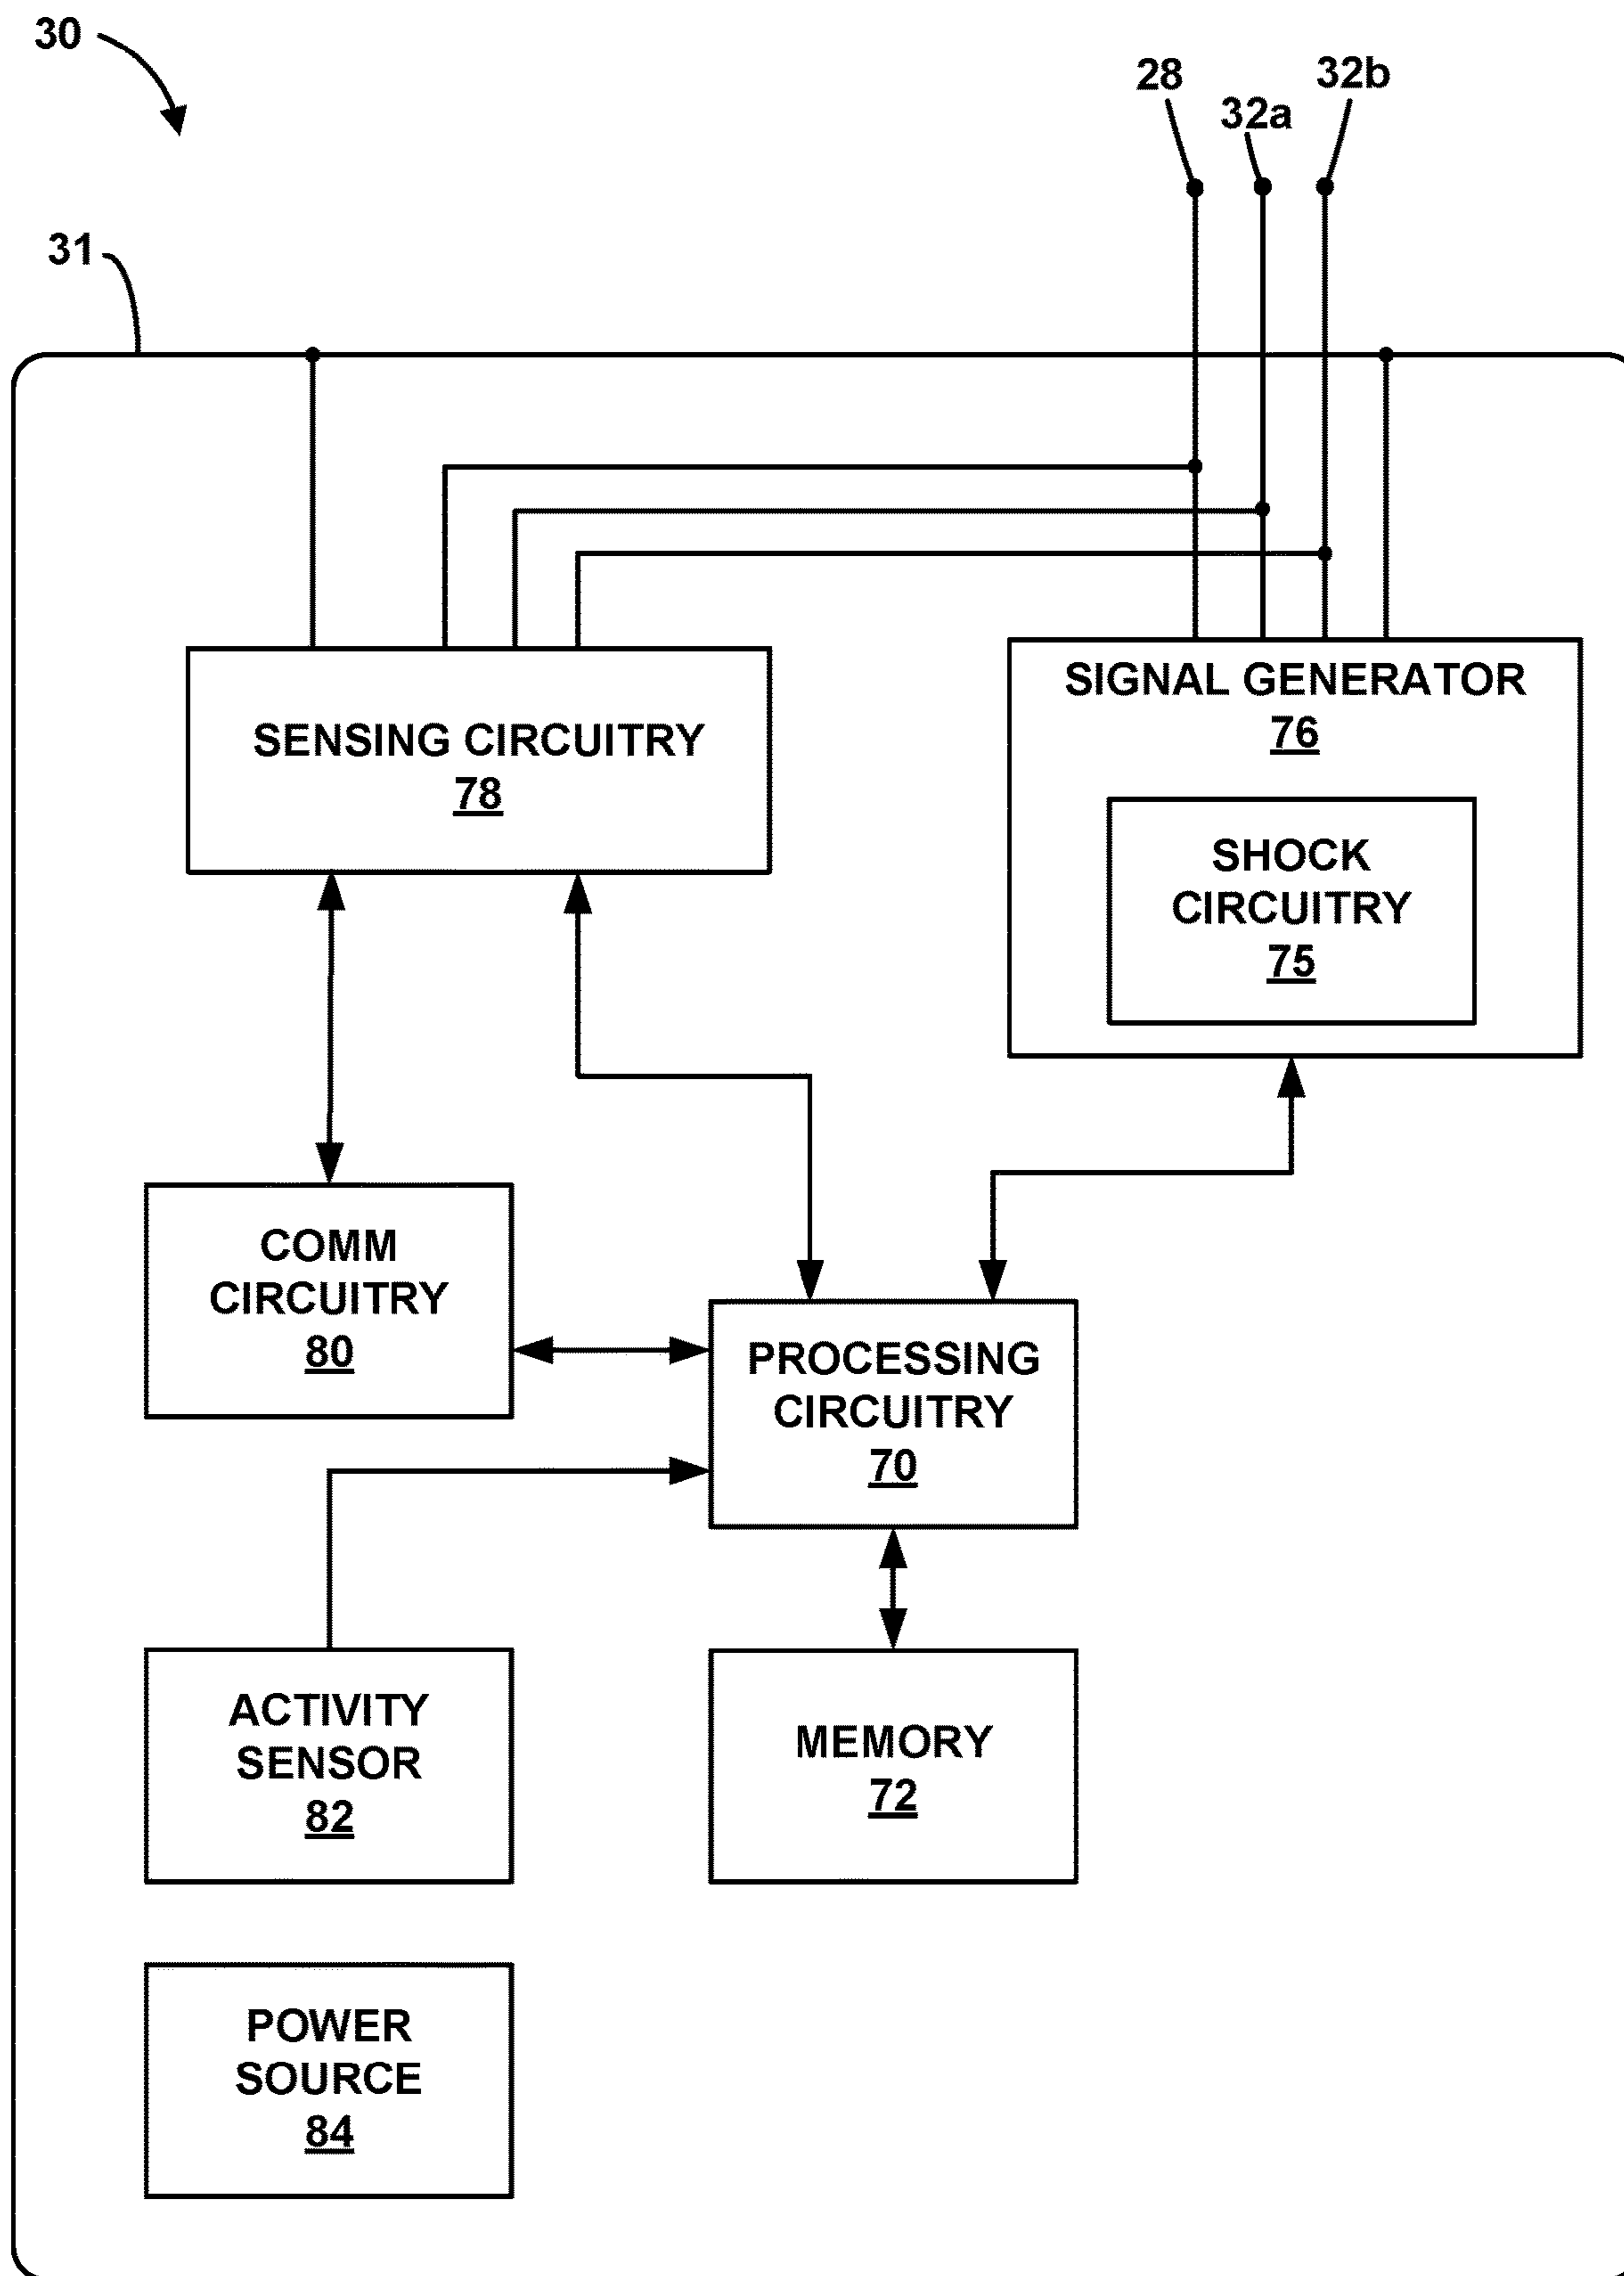 30
28
32a
32b
31
SIGNAL GENERATOR
76
SENSING CIRCUITRY
78
SHOCK
CIRCUITRY
75
COMM
CIRCUITRY
80
PROCESSING
CIRCUITRY
70
ACTIVITY
SENSOR
82
MEMORY
72
POWER
SOURCE
84